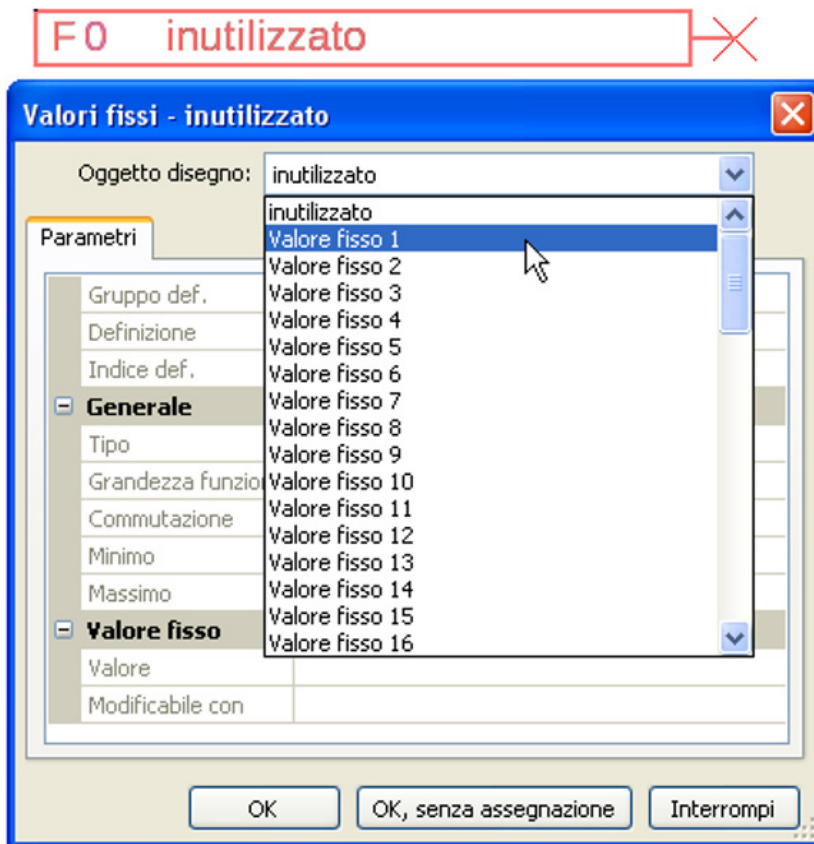 F0 inutilizzato
Valori fissi - inutilizzato
Oggetto disegno: inutilizzato
inutilizzato
Valore fisso 1
Valore fisso 2
Valore fisso 3
Valore fisso 4
Valore fisso 5
Valore fisso 6
Valore fisso 7
Valore fisso 8
Valore fisso 9
Valore fisso 10
Valore fisso 11
Valore fisso 12
Valore fisso 13
Valore fisso 14
Valore fisso 15
Valore fisso 16
Parametri
Gruppo def.
Definizione
Indice def.
Generale
Tipo
Grandezza funzio
Commutazione
Minimo
Massimo
Valore fisso
Valore
Modificabile con
OK
OK, senza assegnazione
Interrompi